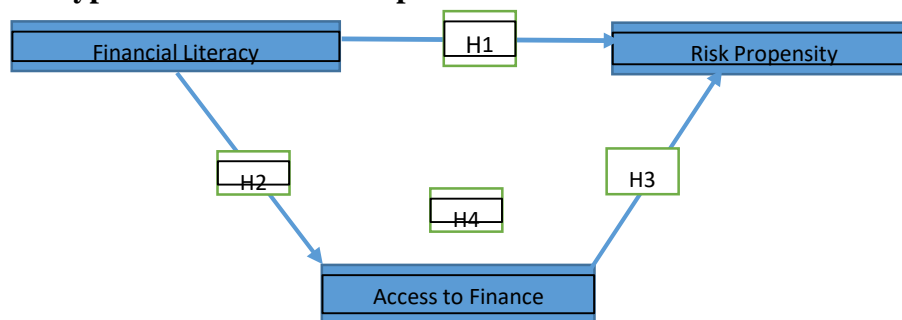 H1
Financial Literacy
Risk Propensity
H2
H3
H4
Access to Finance